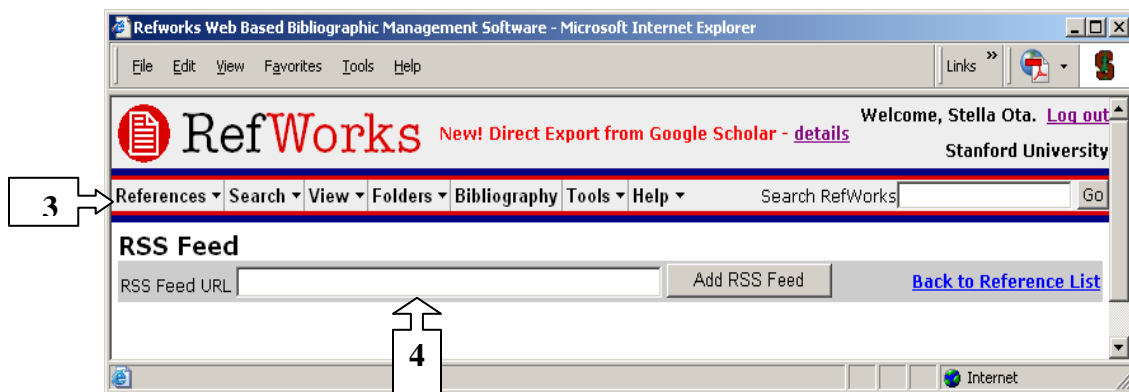 Refworks Web Based Bibliographic Management Software - Microsoft Internet Explorer
File Edit View Favorites Tools Help Links »
RefWorks New! Direct Export from Google Scholar - details Welcome, Stella Ota. Log out
Stanford University
3 References Search View Folders Bibliography Tools Help Search RefWorks Go
RSS Feed
RSS Feed URL Add RSS Feed Back to Reference List
4
Internet